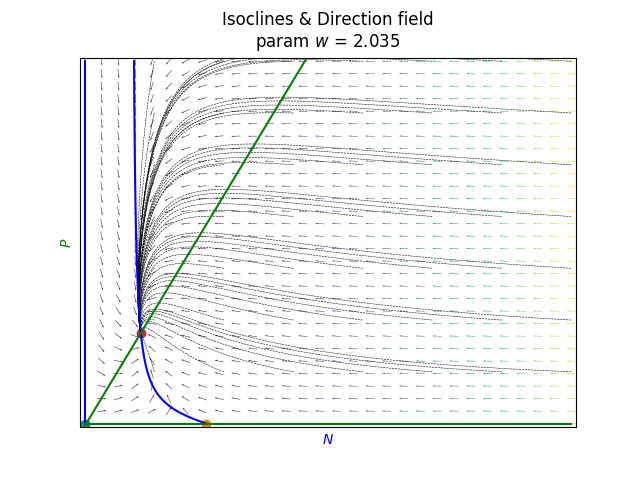 Isoclines & Direction field
param w = 2.035
P
N